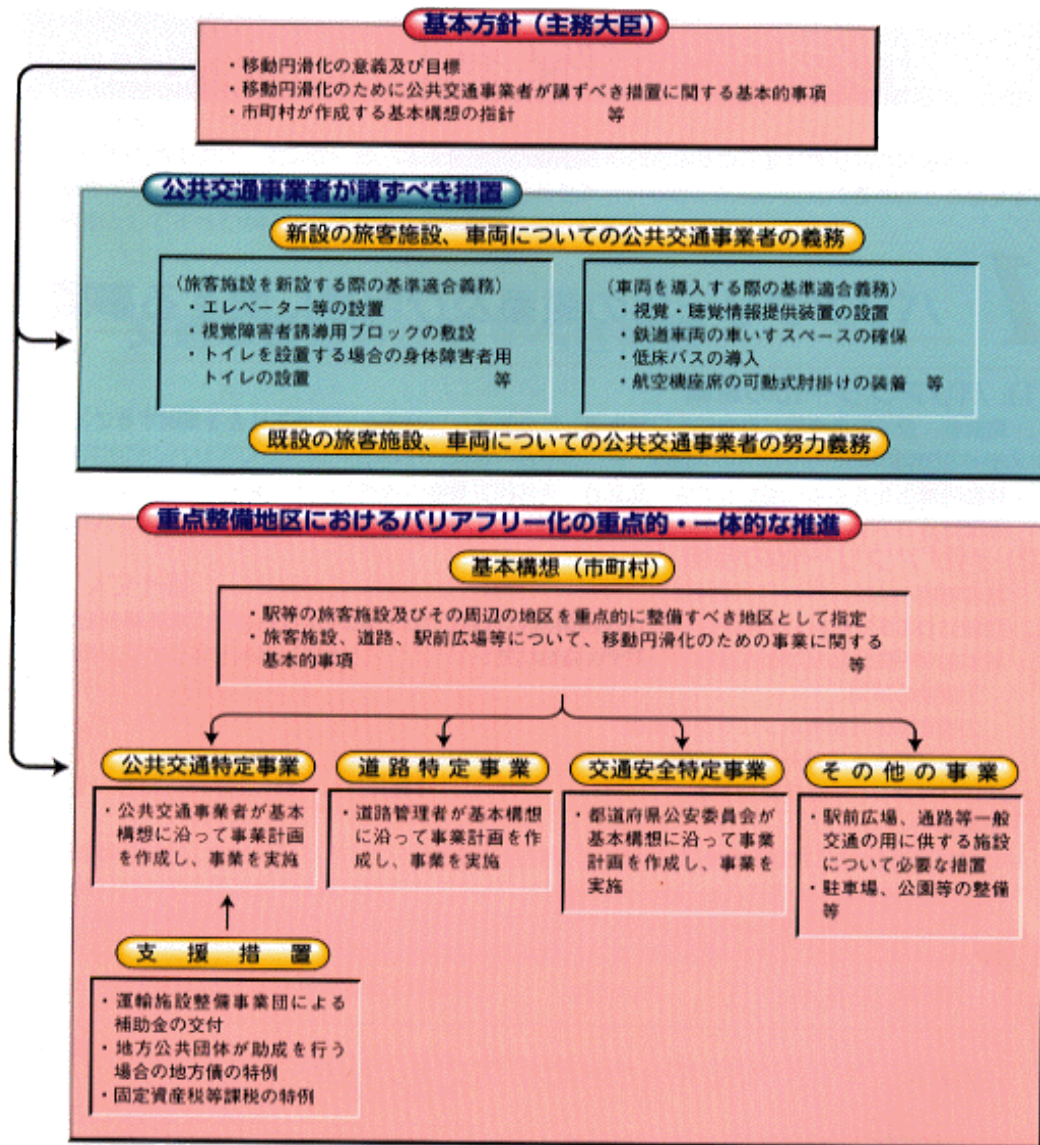 基本方針（主務大臣）
・移動円滑化の意義及び目標
・移動円滑化のために公共交通事業者が講ずべき措置に関する基本的事項
・市町村が作成する基本構想の指針　等
公共交通事業者が講ずべき措置
新設の旅客施設、車両についての公共交通事業者の義務
（旅客施設を新設する際の基準適合義務）
・エレベーター等の設置
・視覚障害者誘導用ブロックの敷設
・トイレを設置する場合の身体障害者用
トイレの設置　等
（車両を導入する際の基準適合義務）
・視覚・聴覚情報提供装置の設置
・鉄道車両の車いすスペースの確保
・低床バスの導入
・航空機座席の可動式肘掛けの装着　等
既設の旅客施設、車両についての公共交通事業者の努力義務
重点整備地区におけるバリアフリー化の重点的・一体的な推進
基本構想（市町村）
・駅等の旅客施設及びその周辺の地区を重点的に整備すべき地区として指定
・旅客施設、道路、駅前広場等について、移動円滑化のための事業に関する
基本的事項　等
公共交通特定事業
・公共交通事業者が基本
構想に沿って事業計画
を作成し、事業を実施
道路特定事業
・道路管理者が基本構想
に沿って事業計画を作
成し、事業を実施
交通安全特定事業
・都道府県公安委員会が
基本構想に沿って事業
計画を作成し、事業を
実施
その他の事業
・駅前広場、通路等一般
交通の用に供する施設
について必要な措置
・駐車場、公園等の整備
等
支援措置
・運輸施設整備事業団による
補助金の交付
・地方公共団体が助成を行う
場合の地方債の特例
・固定資産税等課税の特例